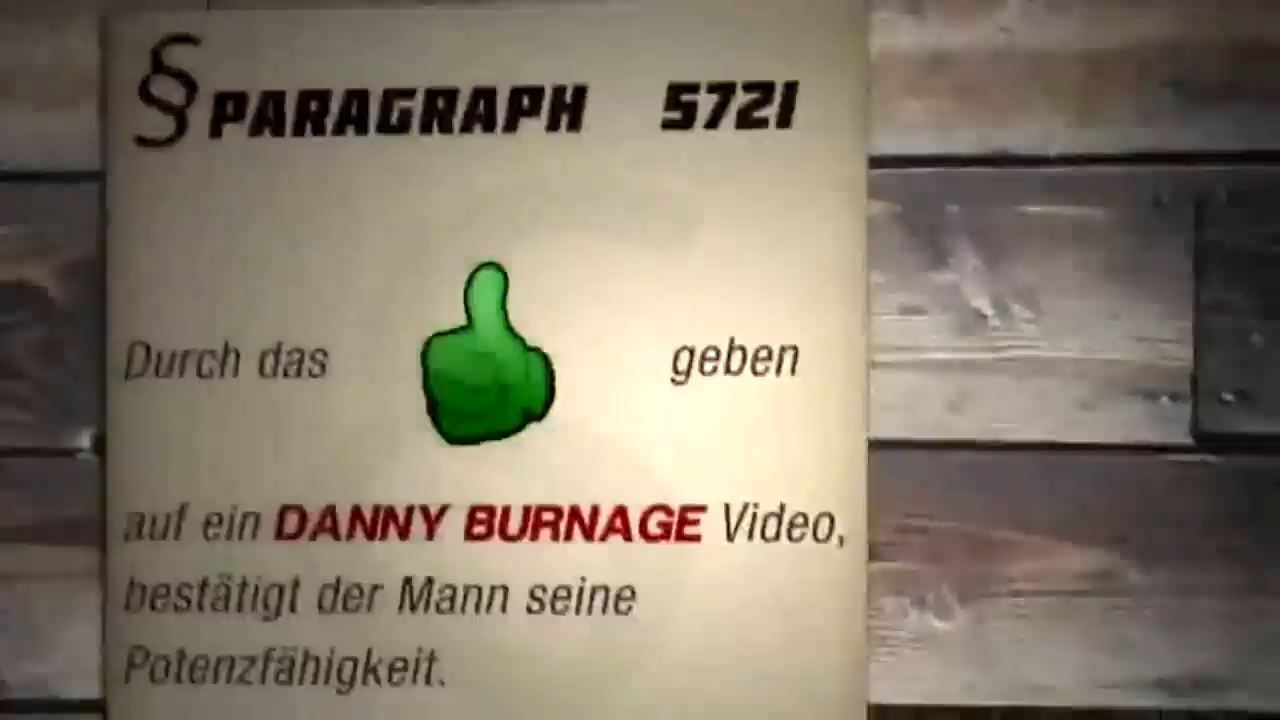 § PARAGRAPH 5721
Durch das geben
auf ein DANNY BURNAGE Video,
bestätigt der Mann seine
Potenzfähigkeit.